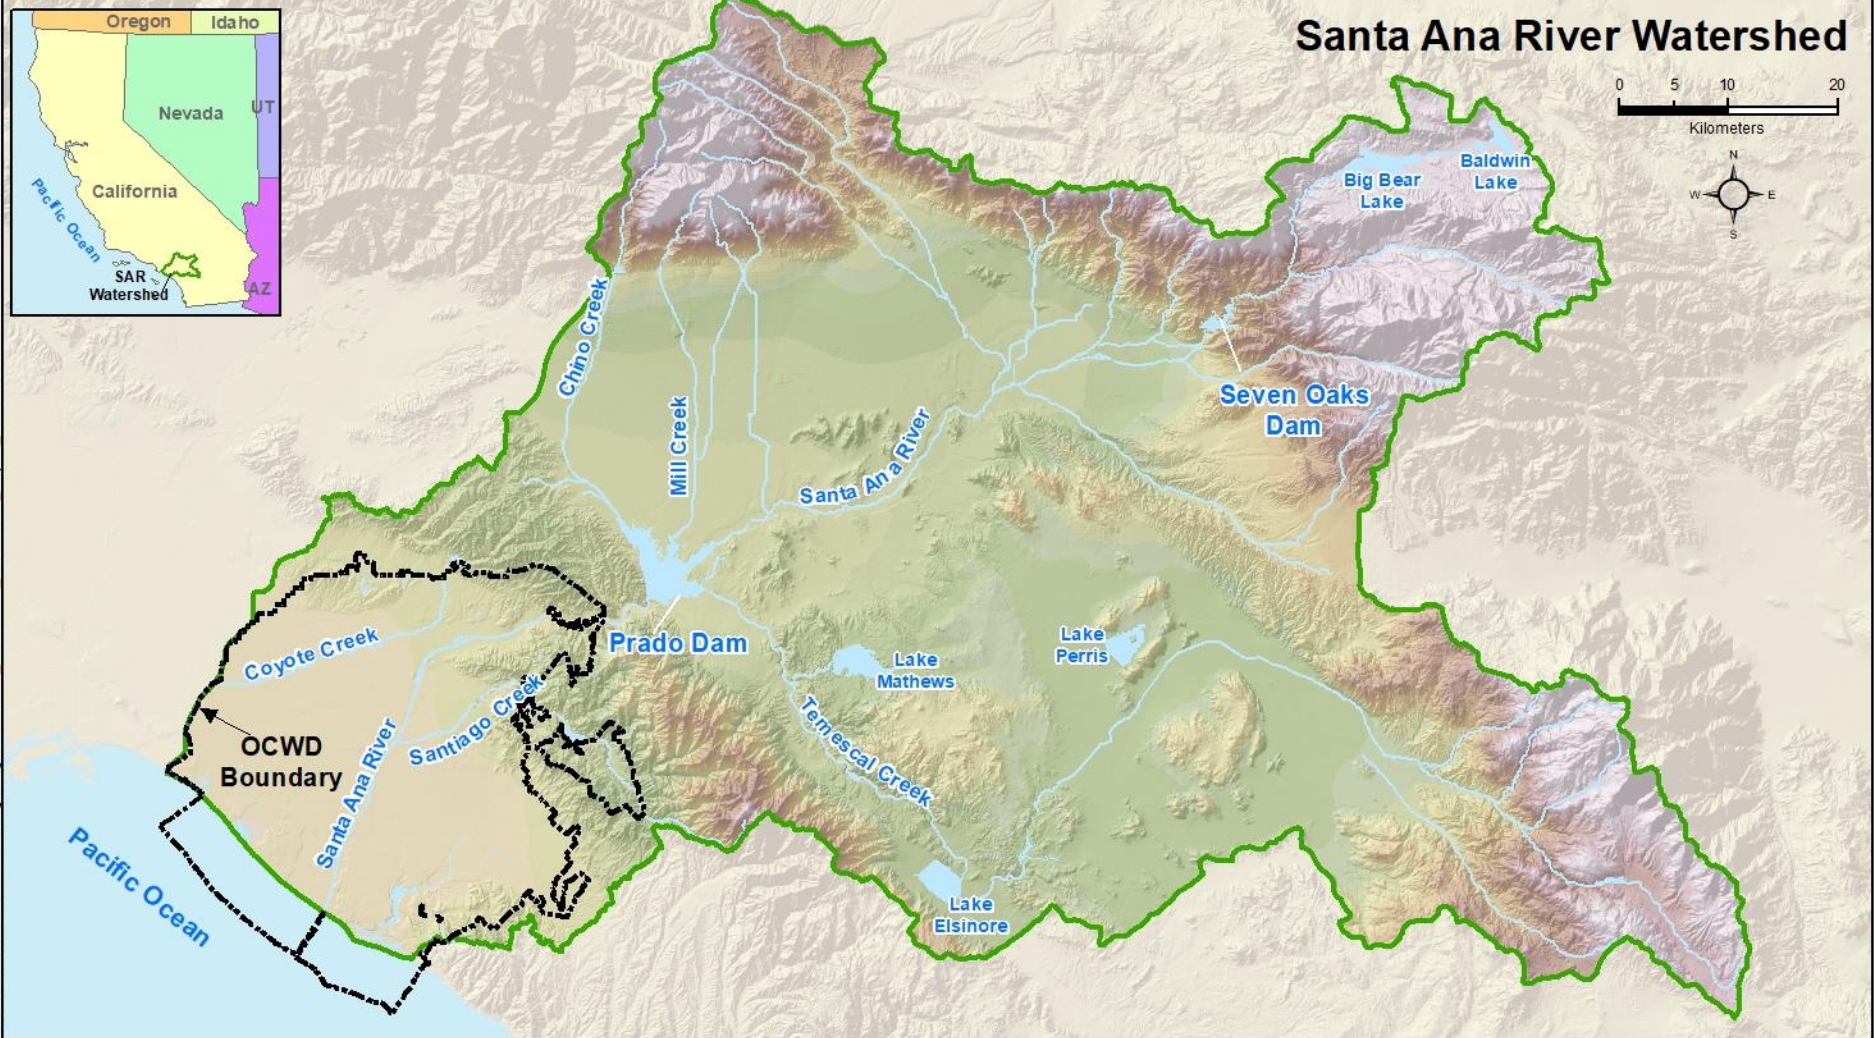 Santa Ana River Watershed
0 5 10 20
Kilometers
N
W E
S
Oregon
Idaho
Nevada
UT
California
Pacific Ocean
SAR
Watershed
AZ
Baldwin
Lake
Big Bear
Lake
Chino Creek
Mill Creek
Santa Ana River
Seven Oaks
Dam
Prado Dam
Coyote Creek
Santiago Creek
Santa Ana River
OCWD
Boundary
Lake
Mathews
Lake
Perris
Temescal Creek
Lake
Elsinore
Pacific Ocean